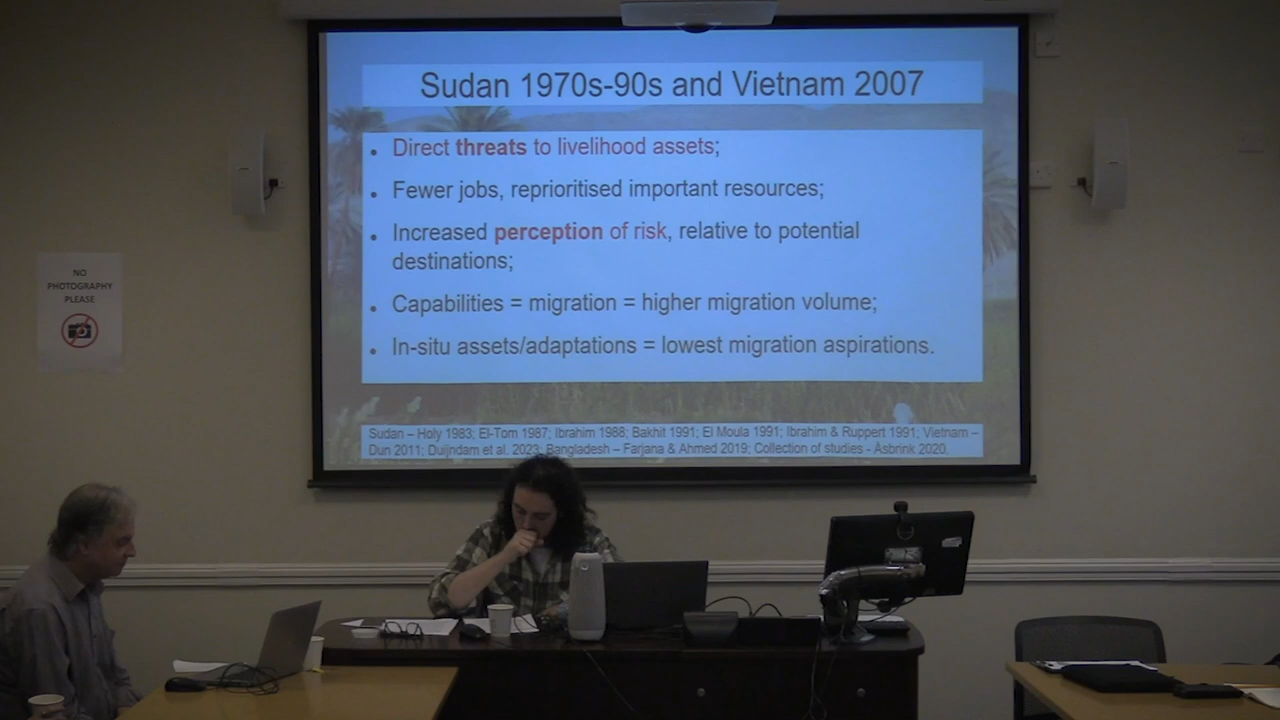 Sudan 1970s-90s and Vietnam 2007
• Direct threats to livelihood assets;
• Fewer jobs, reprioritised important resources;
• Increased perception of risk, relative to potential
destinations;
• Capabilities = migration = higher migration volume;
• In-situ assets/adaptations = lowest migration aspirations.
Sudan – Holy 1983; El-Tom 1987; Ibrahim 1988; Bakhit 1991; El Moula 1991; Ibrahim & Ruppert 1991; Vietnam –
Dun 2011; Duijndam et al. 2023; Bangladesh – Farjana & Ahmed 2019; Collection of studies - Åsbrink 2020.
NO
PHOTOGRAPHY
PLEASE